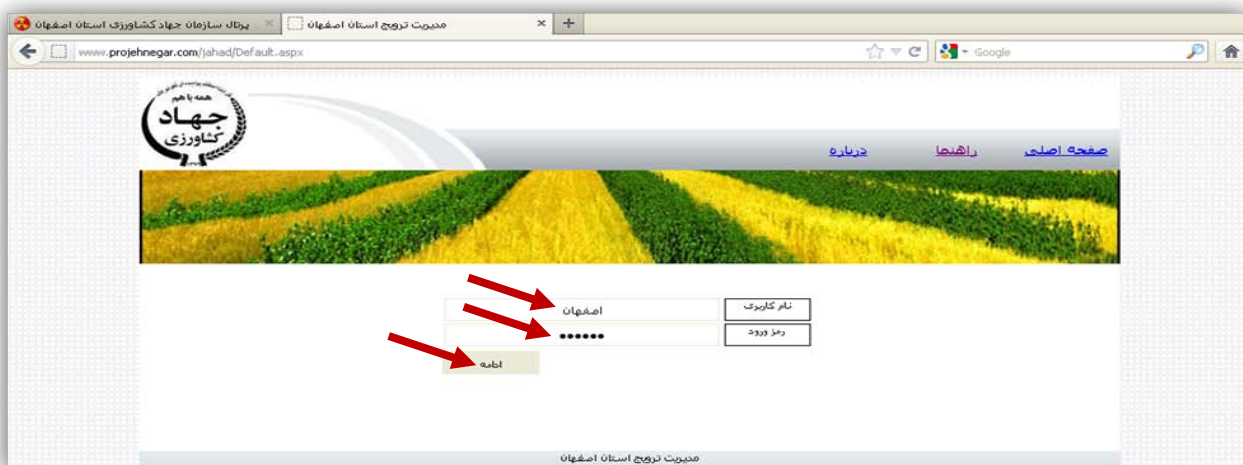 پرتال سازمان جهاد کشاورزی استان اصفهان
مدیریت ترویج استان اصفهان
www.projehnegar.com/jahad/Default.aspx
Google
همه با هم
جهاد
کشاورزی
صفحه اصلی
راهنما
درباره
نام کاربری
اصفهان
رمز ورود
••••••
ادامه
مدیریت ترویج استان اصفهان